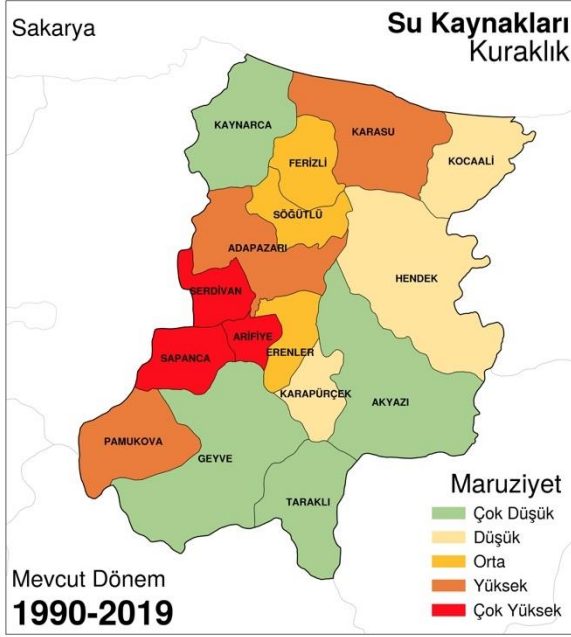 Sakarya
Su Kaynakları
Kuraklık
KAYNARCA
KARASU
FERİZLİ
KOCAALİ
SÖĞÜTLÜ
ADAPAZARI
HENDEK
SERDİVAN
ARİFİYE
ERENLER
SAPANCA
KARAPÜRÇEK
AKYAZI
PAMUKOVA
GEYVE
TARAKLI
Maruziyet
Çok Düşük
Düşük
Orta
Yüksek
Çok Yüksek
Mevcut Dönem
1990-2019